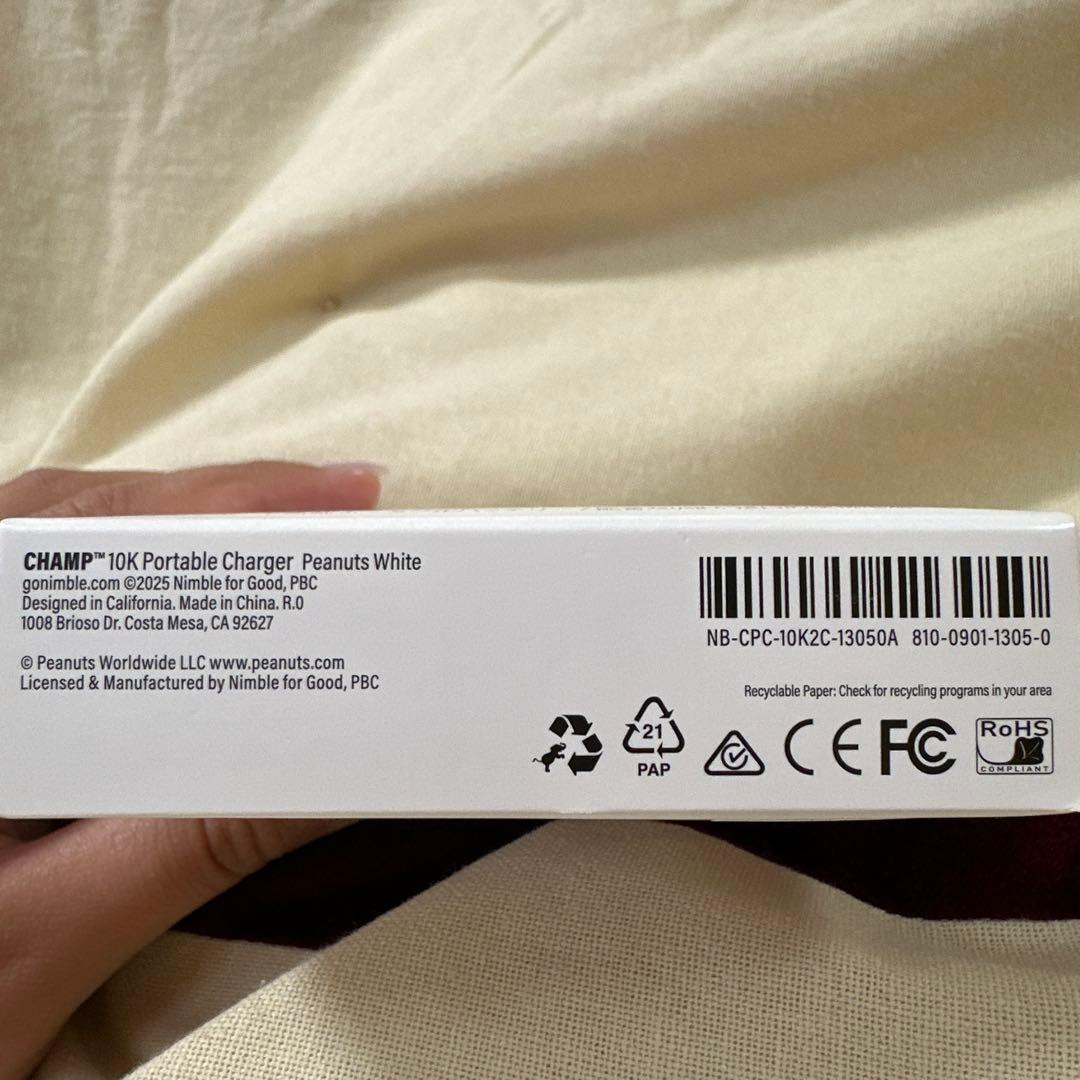 CHAMP™ 10K Portable Charger Peanuts White
gonimble.com ©2025 Nimble for Good, PBC
Designed in California. Made in China. R.0
1008 Brioso Dr. Costa Mesa, CA 92627
© Peanuts Worldwide LLC www.peanuts.com
Licensed & Manufactured by Nimble for Good, PBC
NB-CPC-10K2C-13050A 810-0901-1305-0
Recyclable Paper: Check for recycling programs in your area
21
PAP
CE
FC
RoHS
COMPLIANT